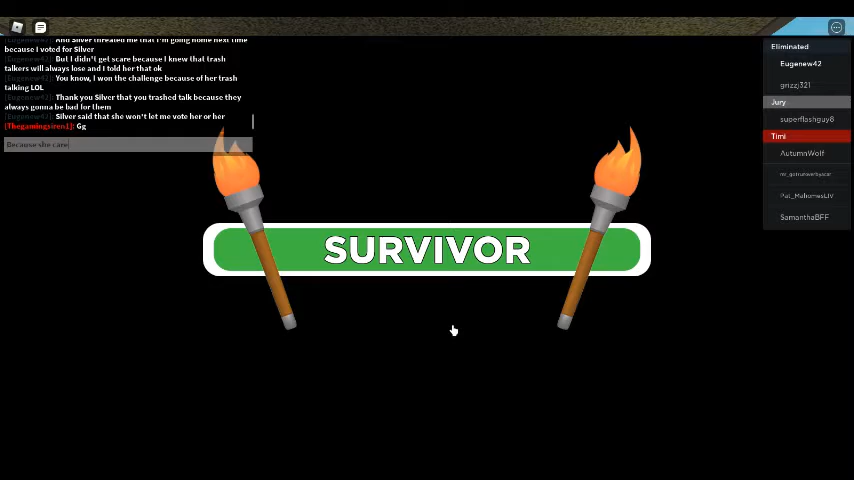 and Silver threated me that I'm going home next time
because I voted for Silver
[Eugenew42]: But I didn't get scare because I knew that trash
talkers will always lose and I told her that ok
[Eugenew42]: You know, I won the challenge because of her trash
talking LOL
[Eugenew42]: Thank you Silver that you trashed talk because they
always gonna be bad for them
[Eugenew42]: Silver said that she won't let me vote her or her
[Thegamingsiren1]: Gg
Because she care
SURVIVOR
Eliminated
Eugenew42
grizzj321
Jury
superflashguy8
Timi
AutumnWolf
Pat_MahomesLIV
SamanthaBFF